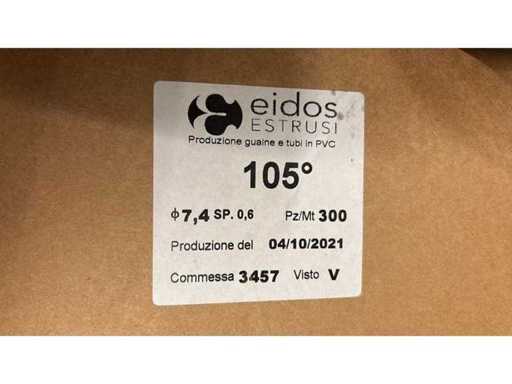 eidos
ESTRUSI
Produzione guaine e tubi in PVC
105°
ϕ 7,4 SP. 0,6 Pz/Mt 300
Produzione del 04/10/2021
Commessa 3457 Visto V